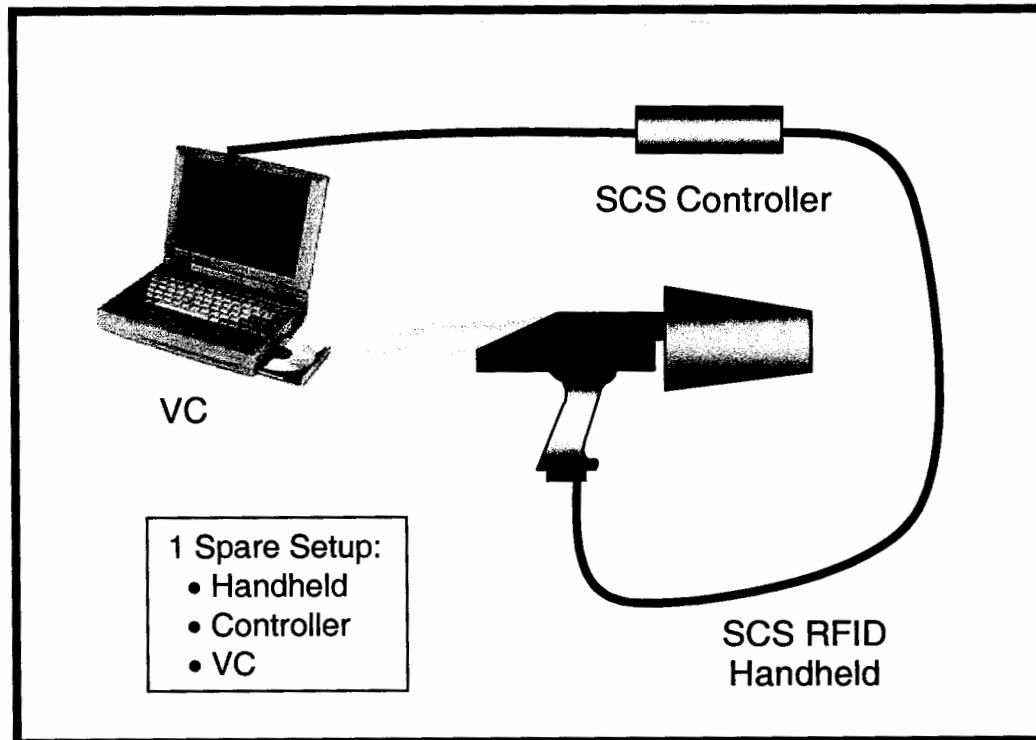 SCS Controller
VC
1 Spare Setup:
• Handheld
• Controller
• VC
SCS RFID
Handheld